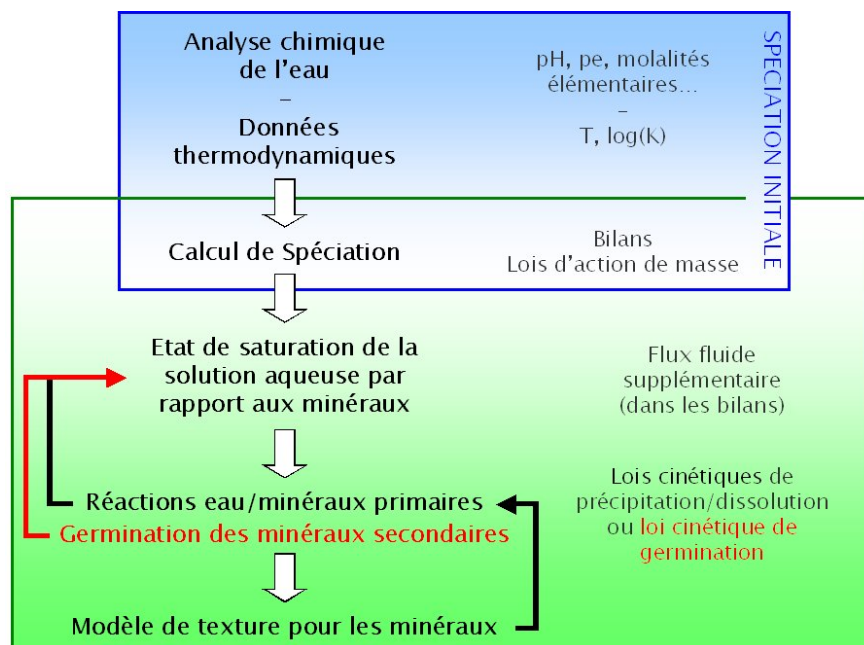 Analyse chimique
de l'eau
–
Données
thermodynamiques
pH, pe, molalités
élémentaires...
–
T, log(K)
SPECIATION INITIALE
Calcul de Spéciation
Bilans
Lois d'action de masse
Etat de saturation de la
solution aqueuse par
rapport aux minéraux
Flux fluide
supplémentaire
(dans les bilans)
Réactions eau/minéraux primaires
Germination des minéraux secondaires
Lois cinétiques de
précipitation/dissolution
ou loi cinétique de
germination
Modèle de texture pour les minéraux